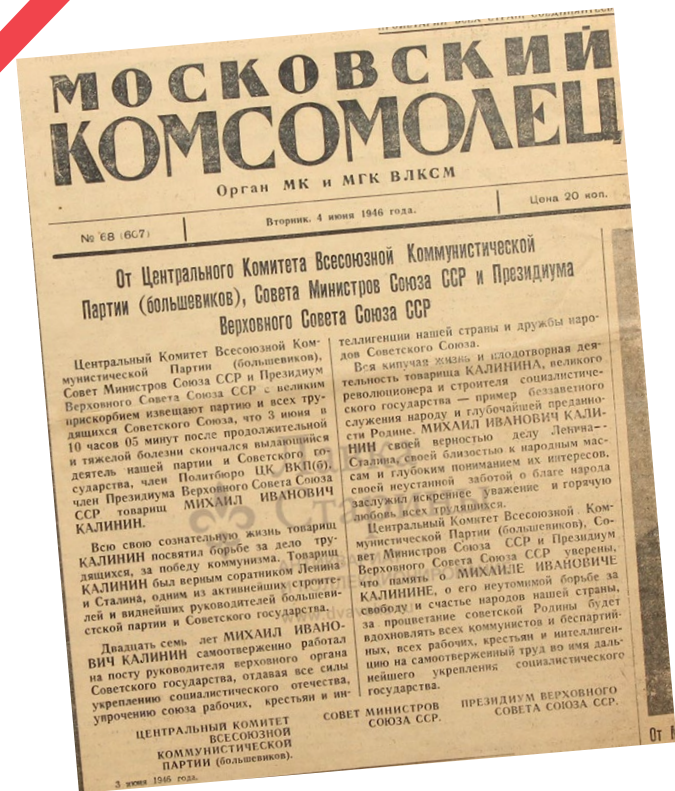 ПРОЛЕТАРИИ ВСЕХ СТРАН, СОЕДИНЯЙТЕСЬ
МОСКОВСКИЙ
КОМСОМОЛЕЦ
Орган МК и МГК ВЛКСМ
№ 68 (607)
Вторник, 4 июня 1946 года.
Цена 20 коп.
От Центрального Комитета Всесоюзной Коммунистической
Партии (большевиков), Совета Министров Союза ССР и Президиума
Верховного Совета Союза ССР
Центральный Комитет Всесоюзной Ком-
мунистической Партии (большевиков),
Совет Министров Союза ССР и Президиум
Верховного Совета Союза ССР с великим
прискорбием извещают партию и всех тру-
дящихся Советского Союза, что 3 июня в
10 часов 05 минут после продолжительной
и тяжелой болезни скончался выдающийся
деятель нашей партии и Советского го-
сударства, член Политбюро ЦК ВКП(б)
член Президиума Верховного Совета Союза
ССР товарищ МИХАИЛ ИВАНОВИЧ
КАЛИНИН.
Всю свою сознательную жизнь товарищ
КАЛИНИН посвятил борьбе за дело тру-
дящихся, за победу коммунизма. Товарищ
КАЛИНИН был верным соратником Ленина
и Сталина, одним из активнейших строите-
лей и виднейших руководителей большевист-
стской партии и Советского государства.
Двадцать семь лет МИХАИЛ ИВАНО-
ВИЧ КАЛИНИН самоотверженно работал
на посту руководителя верховного органа
Советского государства, отдавая все силы
укреплению социалистического отечества,
упрочению союза рабочих, крестьян и ин-
теллигенции нашей страны и дружбы наро-
дов Советского Союза.
Вся кипучая жизнь и плодотворная дея-
тельность товарища КАЛИНИНА, великого
революционера и строителя социалистиче-
ского государства — пример беззаветного
служения народу и глубочайшей преданно-
сти Родине. МИХАИЛ ИВАНОВИЧ КАЛИ-
НИН своей верностью делу Ленина—
Сталина, своей близостью к народным мас-
сам и глубоким пониманием их интересов,
своей неустанной заботой о благе народа
заслужил искреннее уважение и горячую
любовь всех трудящихся.
Центральный Комитет Всесоюзной Ком-
мунистической Партии (большевиков), Со-
вет Министров Союза ССР и Президиум
Верховного Совета Союза ССР уверены,
что память о МИХАИЛЕ ИВАНОВИЧЕ
КАЛИНИНЕ, о его неутомимой борьбе за
свободу и счастье народов нашей страны,
за процветание советской Родины будет
вдохновлять всех коммунистов и беспартий-
ных, всех рабочих, крестьян и интеллиген-
цию на самоотверженный труд во имя даль-
нейшего укрепления социалистического
государства.
ЦЕНТРАЛЬНЫЙ КОМИТЕТ
ВСЕСОЮЗНОЙ
КОММУНИСТИЧЕСКОЙ
ПАРТИИ (большевиков).
СОВЕТ МИНИСТРОВ
СОЮЗА ССР.
ПРЕЗИДИУМ ВЕРХОВНОГО
СОВЕТА СОЮЗА ССР.
3 июня 1946 года.
От
Лавка
Старины